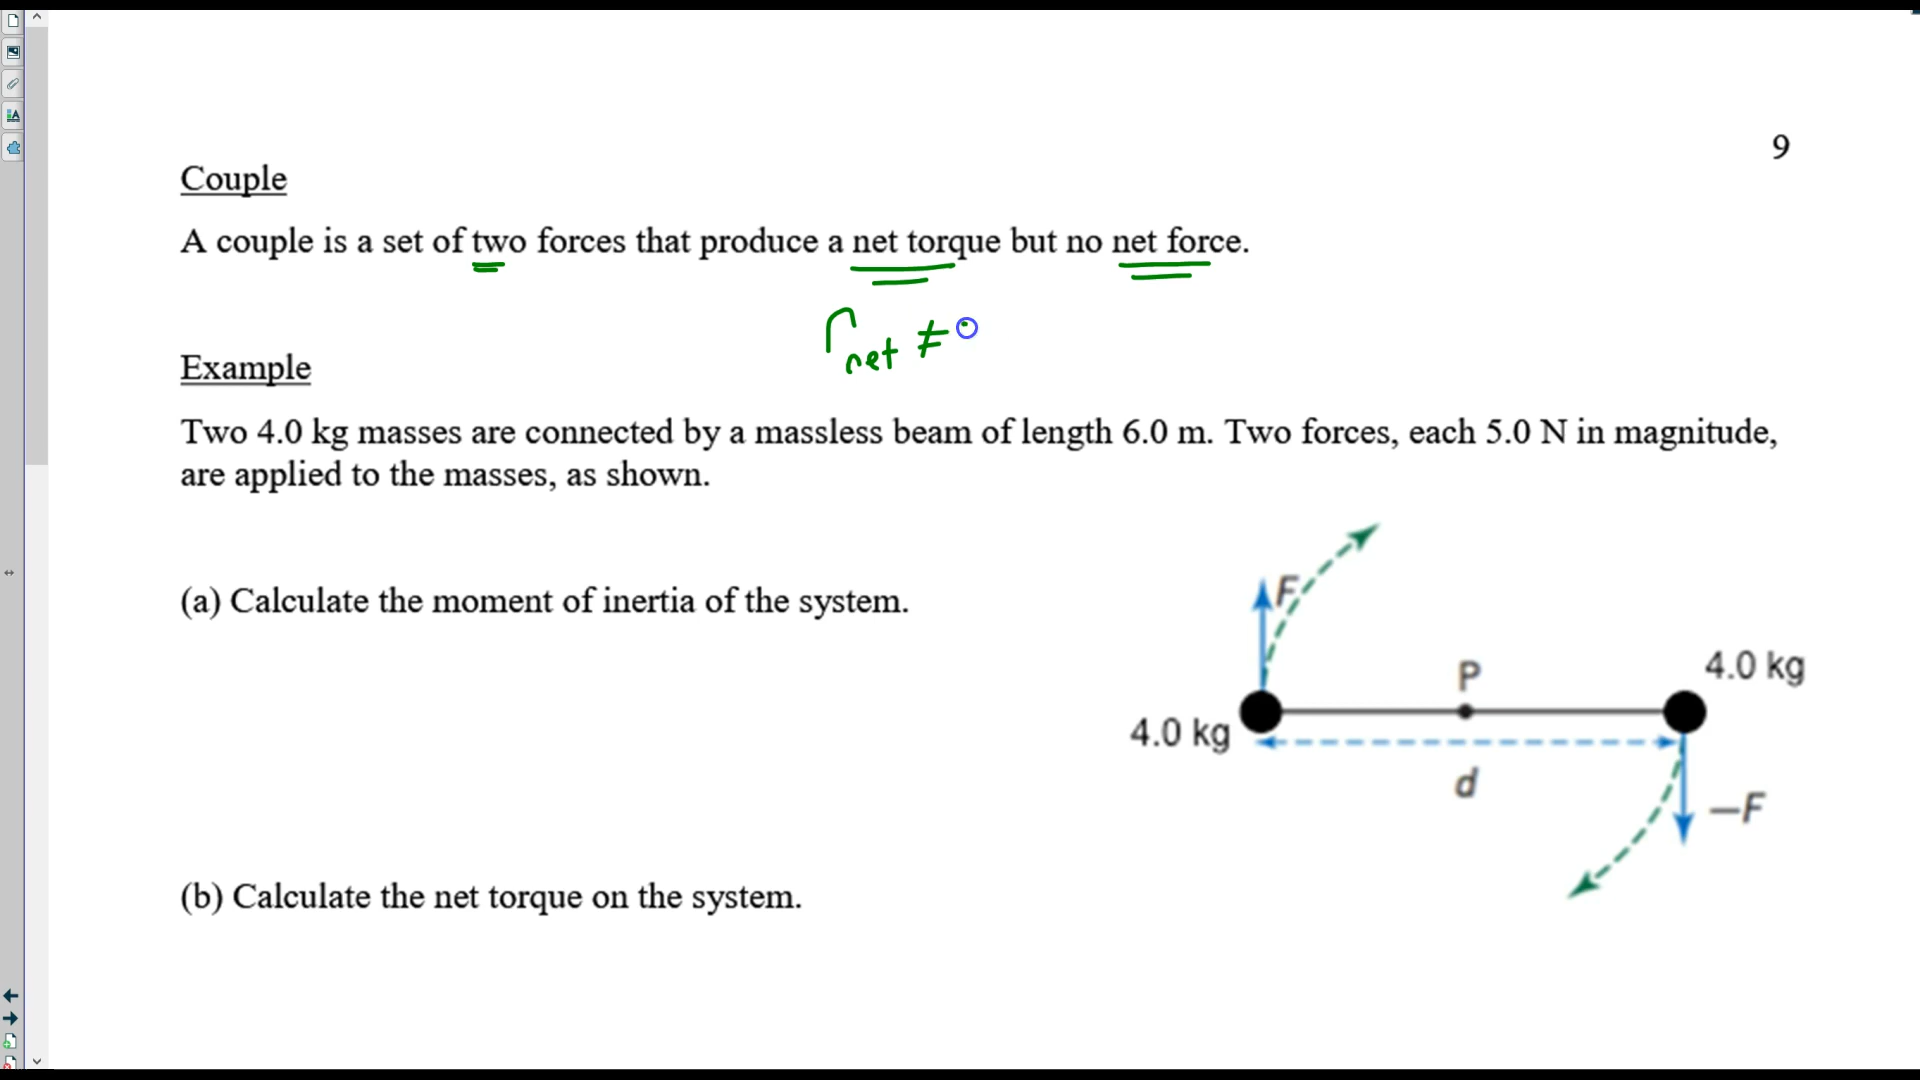 9
Couple
A couple is a set of two forces that produce a net torque but no net force.
Γnet ≠
Example
Two 4.0 kg masses are connected by a massless beam of length 6.0 m. Two forces, each 5.0 N in magnitude,
are applied to the masses, as shown.
F
(a) Calculate the moment of inertia of the system.
P
4.0 kg
4.0 kg
d
−F
(b) Calculate the net torque on the system.